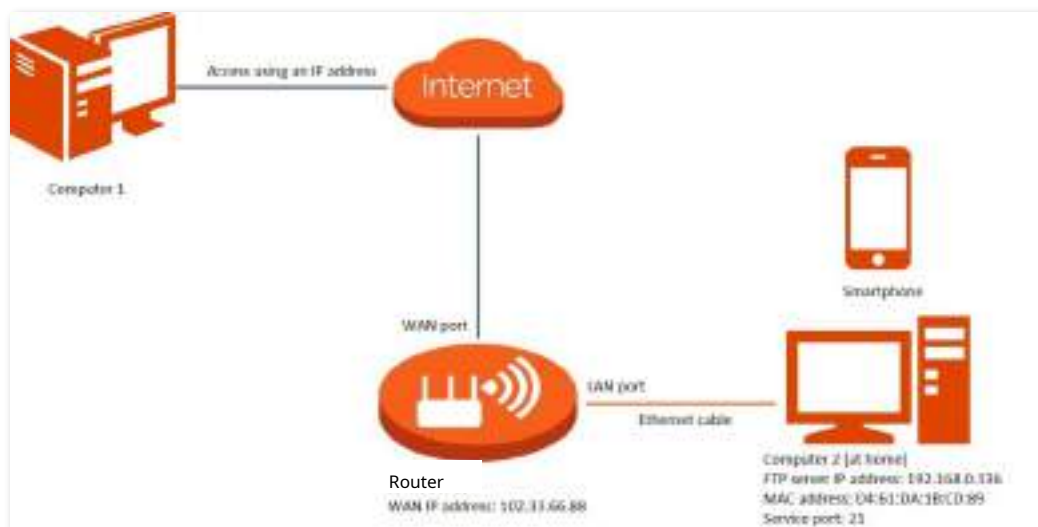 Access using an IP address
Internet
Computer 1
Smartphone
WAN port
LAN port
Ethernet cable
Router
WAN IP address: 102.33.66.88
Computer 2 (at home)
FTP server IP address: 192.168.0.136
MAC address: D4:61:DA:1B:CD:89
Service port: 21